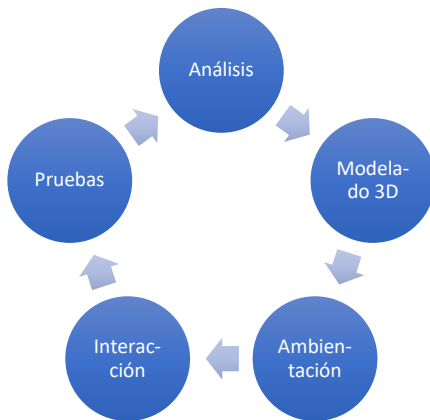 Análisis
Modela-
do 3D
Ambien-
tación
Interac-
ción
Pruebas